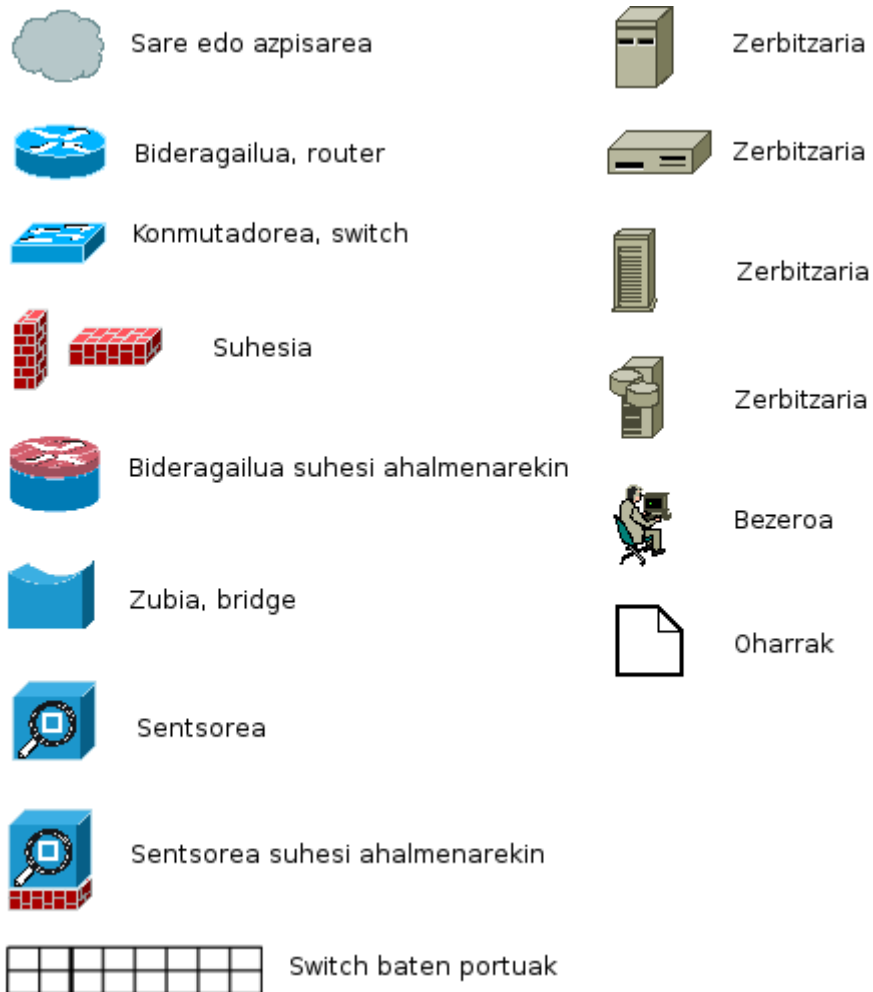 Sare edo azpisarea
Bideragailua, router
Konmutadorea, switch
Suhesia
Bideragailua suhesi ahalmenarekin
Zubia, bridge
Sentsorea
Sentsorea suhesi ahalmenarekin
Switch baten portuak
Zerbitzaria
Zerbitzaria
Zerbitzaria
Zerbitzaria
Bezeroa
Oharrak